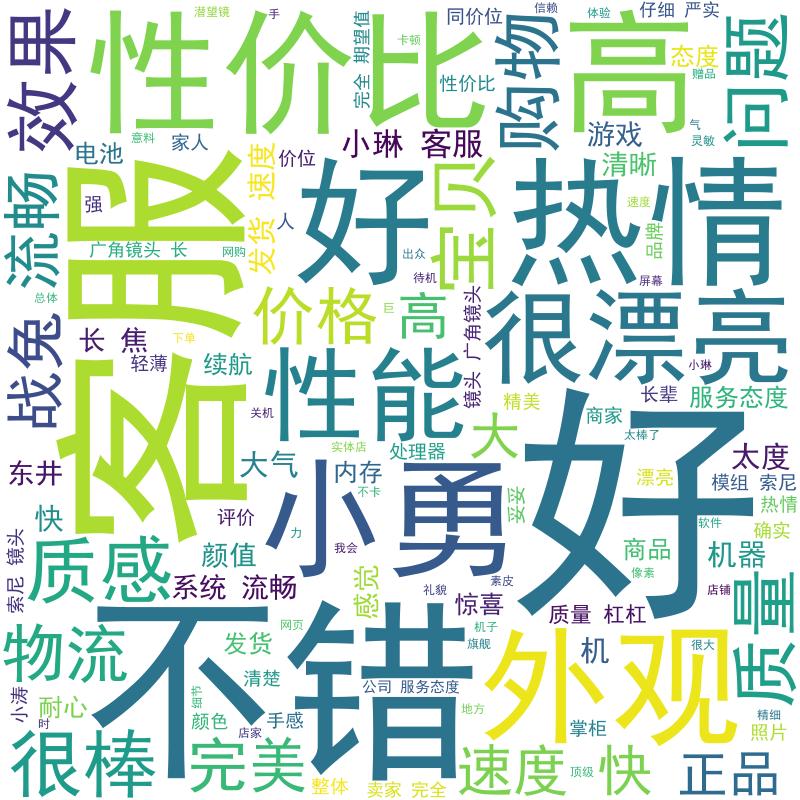 效果
性价比 高
潜望镜
手
完全 期望值
卡顿
同价位
性价比
信赖
购物
体验
仔细 严实
态度
赠品
问题
意料
电池
家人
价位
小琳 客服
游戏
清晰
气
灵敏
流畅
强
客服
发货 速度
人
好
宝贝
热情
品牌
速度
广角镜头 长
网购
出众
待机
屏幕
总体
战兔
长 焦
下单
价格
巨
高
镜头 广角镜头
很漂亮
轻薄
续航
性能
小琳
精美
长辈
服务态度
关机
商家
大
好
太棒了
东井
大气
实体店
处理器
内存
不卡
小勇
妥妥
漂亮
太度
模组 索尼
热情
快
评价
力
软件
确实
索尼 镜头
质感
颜值
我会
感觉
商品
机器
像素
系统 流畅
礼貌
素皮
惊喜
质量 杠杠
店铺
质量
物流
不错
发货
网页
机子
旗舰
外观
机
很大
清楚
公司 服务态度
细节
小涛
耐心
颜色
手感
地方
掌柜
精细
照片
店家
很棒
完美
整体
卖家 完全
速度 快
顶级
正品